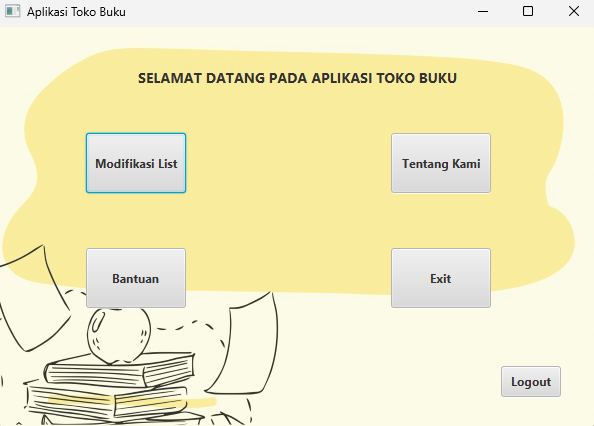 Aplikasi Toko Buku
SELAMAT DATANG PADA APLIKASI TOKO BUKU
Modifikasi List
Tentang Kami
Bantuan
Exit
Logout